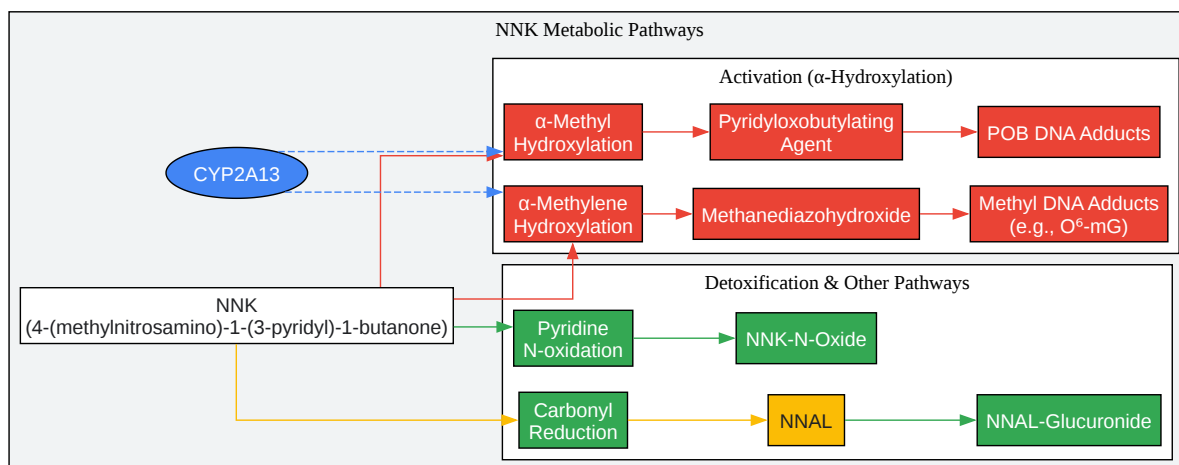 NNK Metabolic Pathways
Activation (α-Hydroxylation)
α-Methyl
Hydroxylation
Pyridyloxobutylating
Agent
POB DNA Adducts
CYP2A13
α-Methylene
Hydroxylation
Methanediazohydroxide
Methyl DNA Adducts
(e.g., O⁶-mG)
Detoxification & Other Pathways
NNK
(4-(methylnitrosamino)-1-(3-pyridyl)-1-butanone)
Pyridine
N-oxidation
NNK-N-Oxide
Carbonyl
Reduction
NNAL
NNAL-Glucuronide